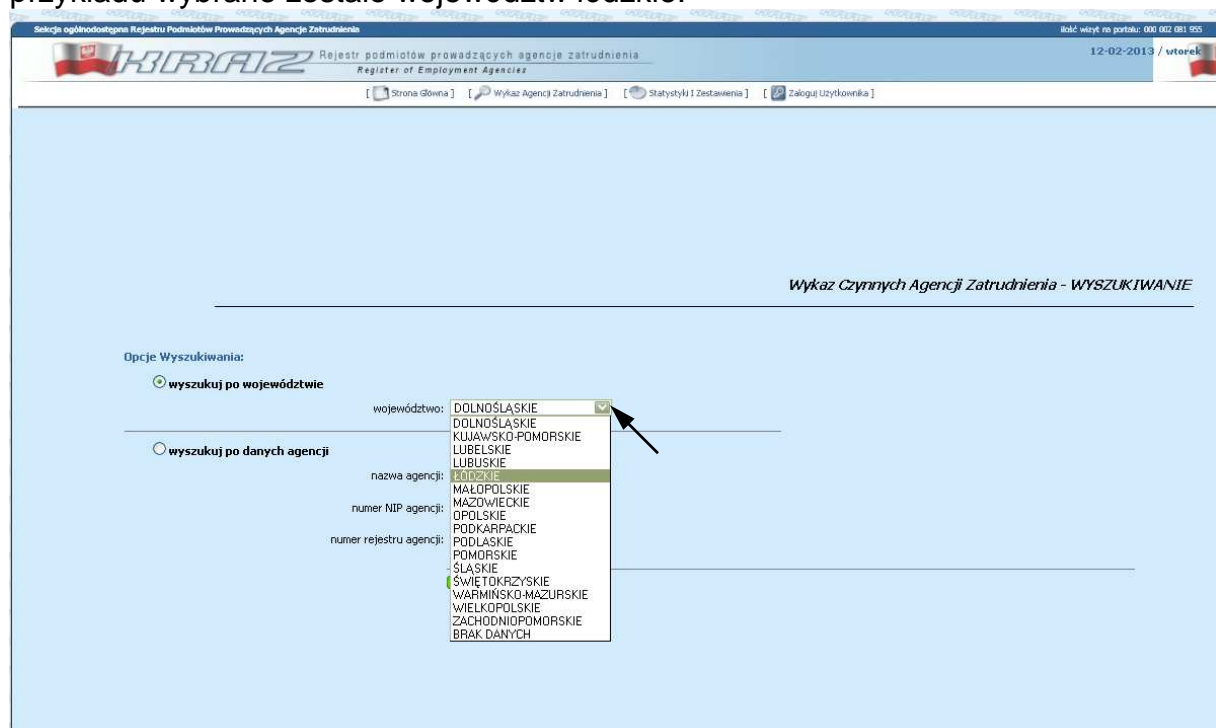 przykładu wybrane zostało województw łódzkie.
Sekcja ogólnodostępna Rejestru Podmiotów Prowadzących Agencje Zatrudnienia
ilość wizyt na portalu: 000 002 081 955
KRAZ
Rejestr podmiotów prowadzących agencje zatrudnienia
Register of Employment Agencies
12-02-2013 / wtorek
[ Strona Główna ] [ Wykaz Agencji Zatrudnienia ] [ Statystyki I Zestawienia ] [ Zaloguj Użytkownika ]
Wykaz Czynnych Agencji Zatrudnienia - WYSZUKIWANIE
Opcje Wyszukiwania:
wyszukuj po województwie
województwo: DOLNOŚLĄSKIE
DOLNOŚLĄSKIE
KUJAWSKO-POMORSKIE
wyszukuj po danych agencji LUBELSKIE
LUBUSKIE
nazwa agencji: ŁÓDZKIE
MAŁOPOLSKIE
MAZOWIECKIE
numer NIP agencji: OPOLSKIE
PODKARPACKIE
numer rejestru agencji: PODLASKIE
POMORSKIE
ŚLĄSKIE
ŚWIĘTOKRZYSKIE
WARMIŃSKO-MAZURSKIE
WIELKOPOLSKIE
ZACHODNIOPOMORSKIE
BRAK DANYCH